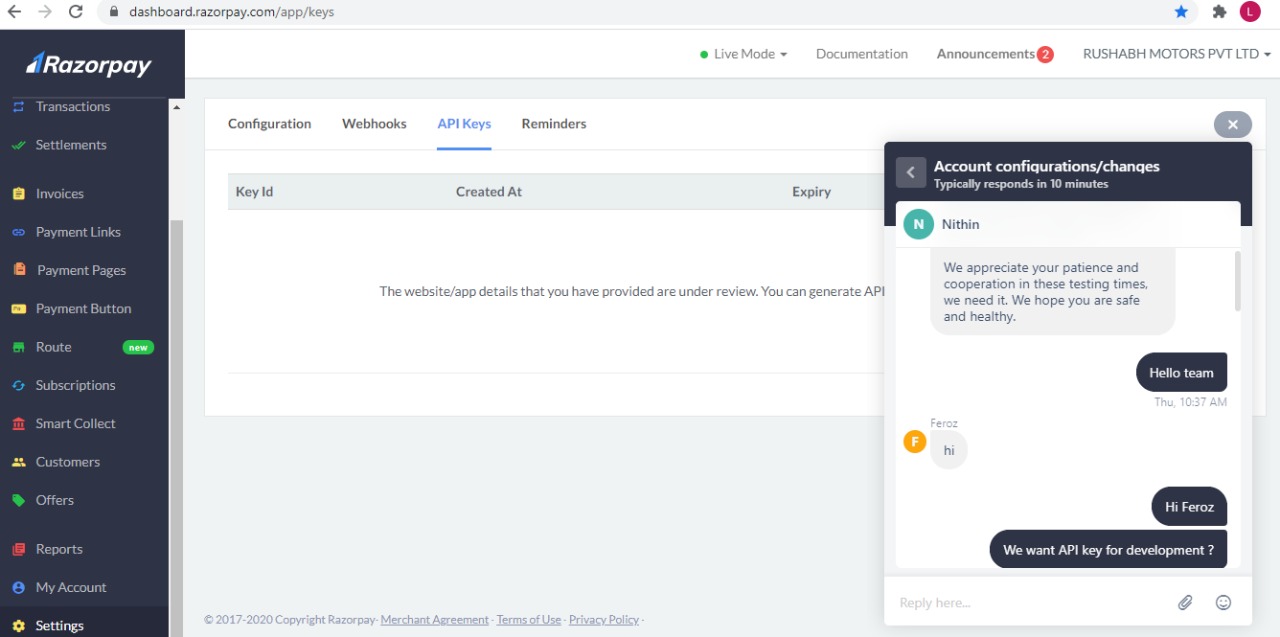 dashboard.razorpay.com/app/keys
L
Razorpay
Live Mode
Documentation
Announcements 2
RUSHABH MOTORS PVT LTD
Transactions
Settlements
Invoices
Payment Links
Payment Pages
Payment Button
Route new
Subscriptions
Smart Collect
Customers
Offers
Reports
My Account
Settings
Configuration Webhooks API Keys Reminders
Key Id Created At Expiry
The website/app details that you have provided are under review. You can generate API
© 2017-2020 Copyright Razorpay· Merchant Agreement · Terms of Use · Privacy Policy ·
Account configurations/changes
Typically responds in 10 minutes
N Nithin
We appreciate your patience and
cooperation in these testing times,
we need it. We hope you are safe
and healthy.
Hello team
Thu, 10:37 AM
Feroz
F hi
Hi Feroz
We want API key for development ?
Reply here...